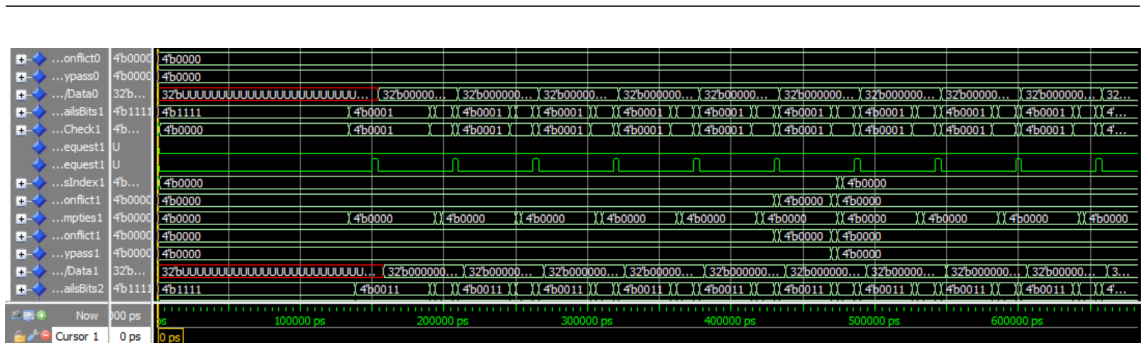 ...onflict0 4'b0000 4'b0000
...ypass0 4'b0000 4'b0000
.../Data0 32'b... 32'bUUUUUUUUUUUUUUUUUUUUUUUUUU... 32'b00000... 32'b000000... 32'b00000... 32'b000000... 32'b00000... 32'b000000... 32'b000000... 32'b00000... 32'b000000... 32...
...ailsBits1 4'b1111 4'b1111 4'b0001 4'b0001 4'b0001 4'b0001 4'b0001 4'b0001 4'b0001 4'b0001 4'b0001 4'...
...Check1 4'b... 4'b0000 4'b0001 4'b0001 4'b0001 4'b0001 4'b0001 4'b0001 4'b0001 4'b0001 4'b0001 4'...
...equest1 U
...equest1 U
...sIndex1 4'b... 4'b0000 4'b0000
...onflict1 4'b0000 4'b0000 4'b0000 4'b0000
...mpties1 4'b0000 4'b0000 4'b0000 4'b0000 4'b0000 4'b0000 4'b0000 4'b0000 4'b0000 4'b0000 4'b0000 4'b0000
...onflict1 4'b0000 4'b0000 4'b0000 4'b0000
...ypass1 4'b0000 4'b0000 4'b0000
.../Data1 32'b... 32'bUUUUUUUUUUUUUUUUUUUUUUUUUU... 32'b000000... 32'b00000... 32'b000000... 32'b00000... 32'b000000... 32'b000000... 32'b00000... 32'b000000... 32'b00000... 3...
...ailsBits2 4'b1111 4'b1111 4'b0011 4'b0011 4'b0011 4'b0011 4'b0011 4'b0011 4'b0011 4'b0011 4'b0011 4'...
Now 000 ps ps 100000 ps 200000 ps 300000 ps 400000 ps 500000 ps 600000 ps
Cursor 1 0 ps 0 ps